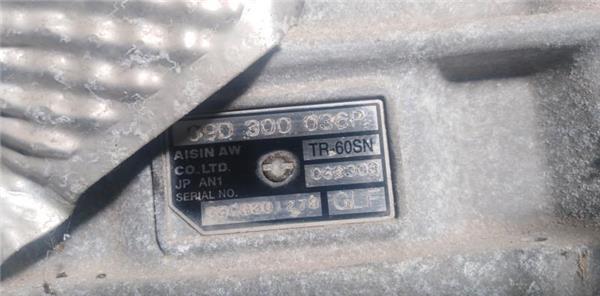 09D 300 036P
AISIN AW TR-60SN
CO.LTD.
JP AN1
SERIAL NO.
GLF